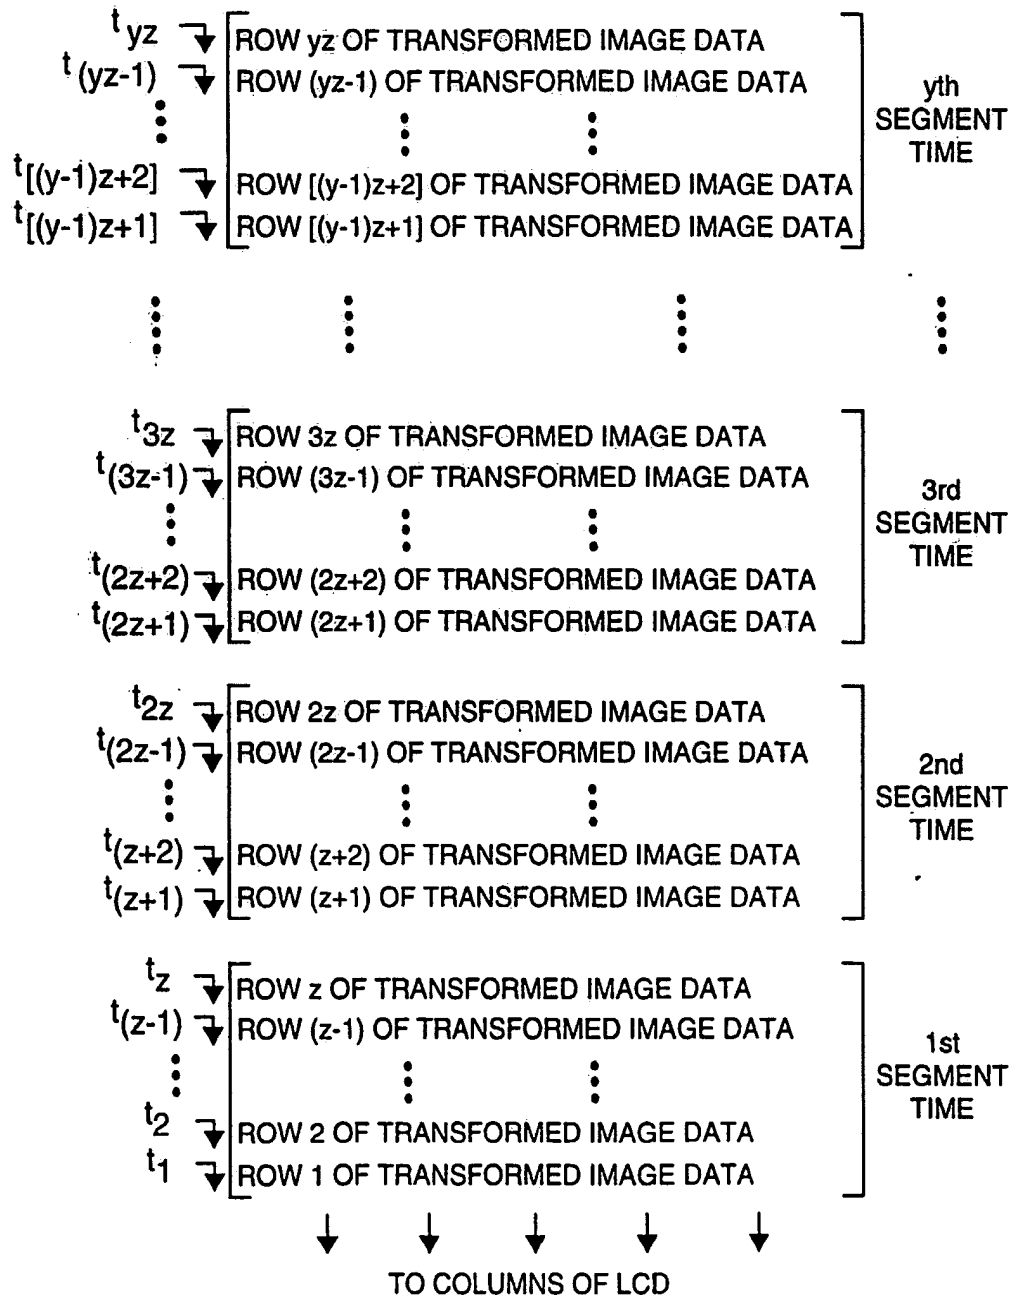 t yz ROW yz OF TRANSFORMED IMAGE DATA
t (yz-1) ROW (yz-1) OF TRANSFORMED IMAGE DATA
yth
SEGMENT
TIME
t[(y-1)z+2] ROW [(y-1)z+2] OF TRANSFORMED IMAGE DATA
t[(y-1)z+1] ROW [(y-1)z+1] OF TRANSFORMED IMAGE DATA
t3z ROW 3z OF TRANSFORMED IMAGE DATA
t(3z-1) ROW (3z-1) OF TRANSFORMED IMAGE DATA
3rd
SEGMENT
TIME
t(2z+2) ROW (2z+2) OF TRANSFORMED IMAGE DATA
t(2z+1) ROW (2z+1) OF TRANSFORMED IMAGE DATA
t2z ROW 2z OF TRANSFORMED IMAGE DATA
t(2z-1) ROW (2z-1) OF TRANSFORMED IMAGE DATA
2nd
SEGMENT
TIME
t(z+2) ROW (z+2) OF TRANSFORMED IMAGE DATA
t(z+1) ROW (z+1) OF TRANSFORMED IMAGE DATA
tz ROW z OF TRANSFORMED IMAGE DATA
t(z-1) ROW (z-1) OF TRANSFORMED IMAGE DATA
1st
SEGMENT
TIME
t2 ROW 2 OF TRANSFORMED IMAGE DATA
t1 ROW 1 OF TRANSFORMED IMAGE DATA
TO COLUMNS OF LCD